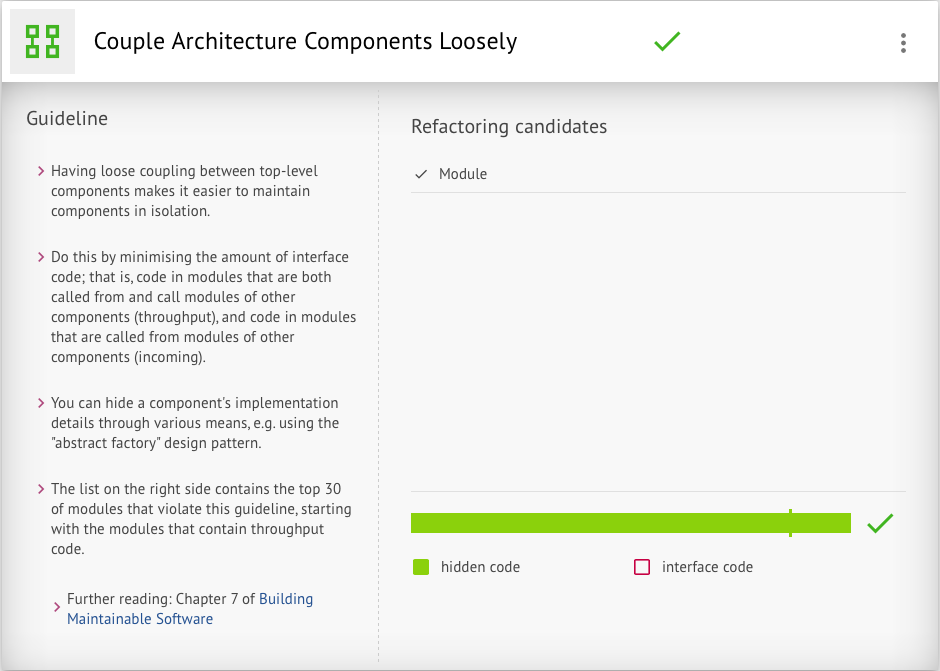 Couple Architecture Components Loosely
Guideline
Having loose coupling between top-level
components makes it easier to maintain
components in isolation.
Do this by minimising the amount of interface
code; that is, code in modules that are both
called from and call modules of other
components (throughput), and code in modules
that are called from modules of other
components (incoming).
You can hide a component's implementation
details through various means, e.g. using the
"abstract factory" design pattern.
The list on the right side contains the top 30
of modules that violate this guideline, starting
with the modules that contain throughput
code.
Further reading: Chapter 7 of Building
Maintainable Software
Refactoring candidates
Module
hidden code
interface code